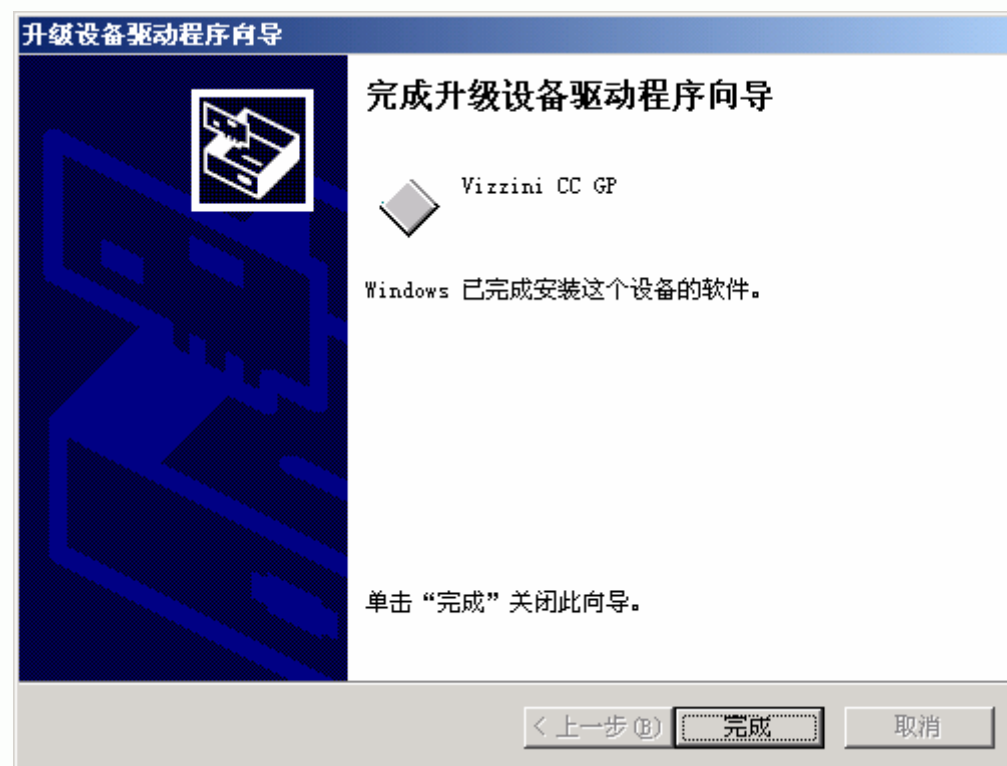 升级设备驱动程序向导
完成升级设备驱动程序向导
Vizzini CC GP
Windows 已完成安装这个设备的软件。
单击“完成”关闭此向导。
< 上一步(B)
完成
取消